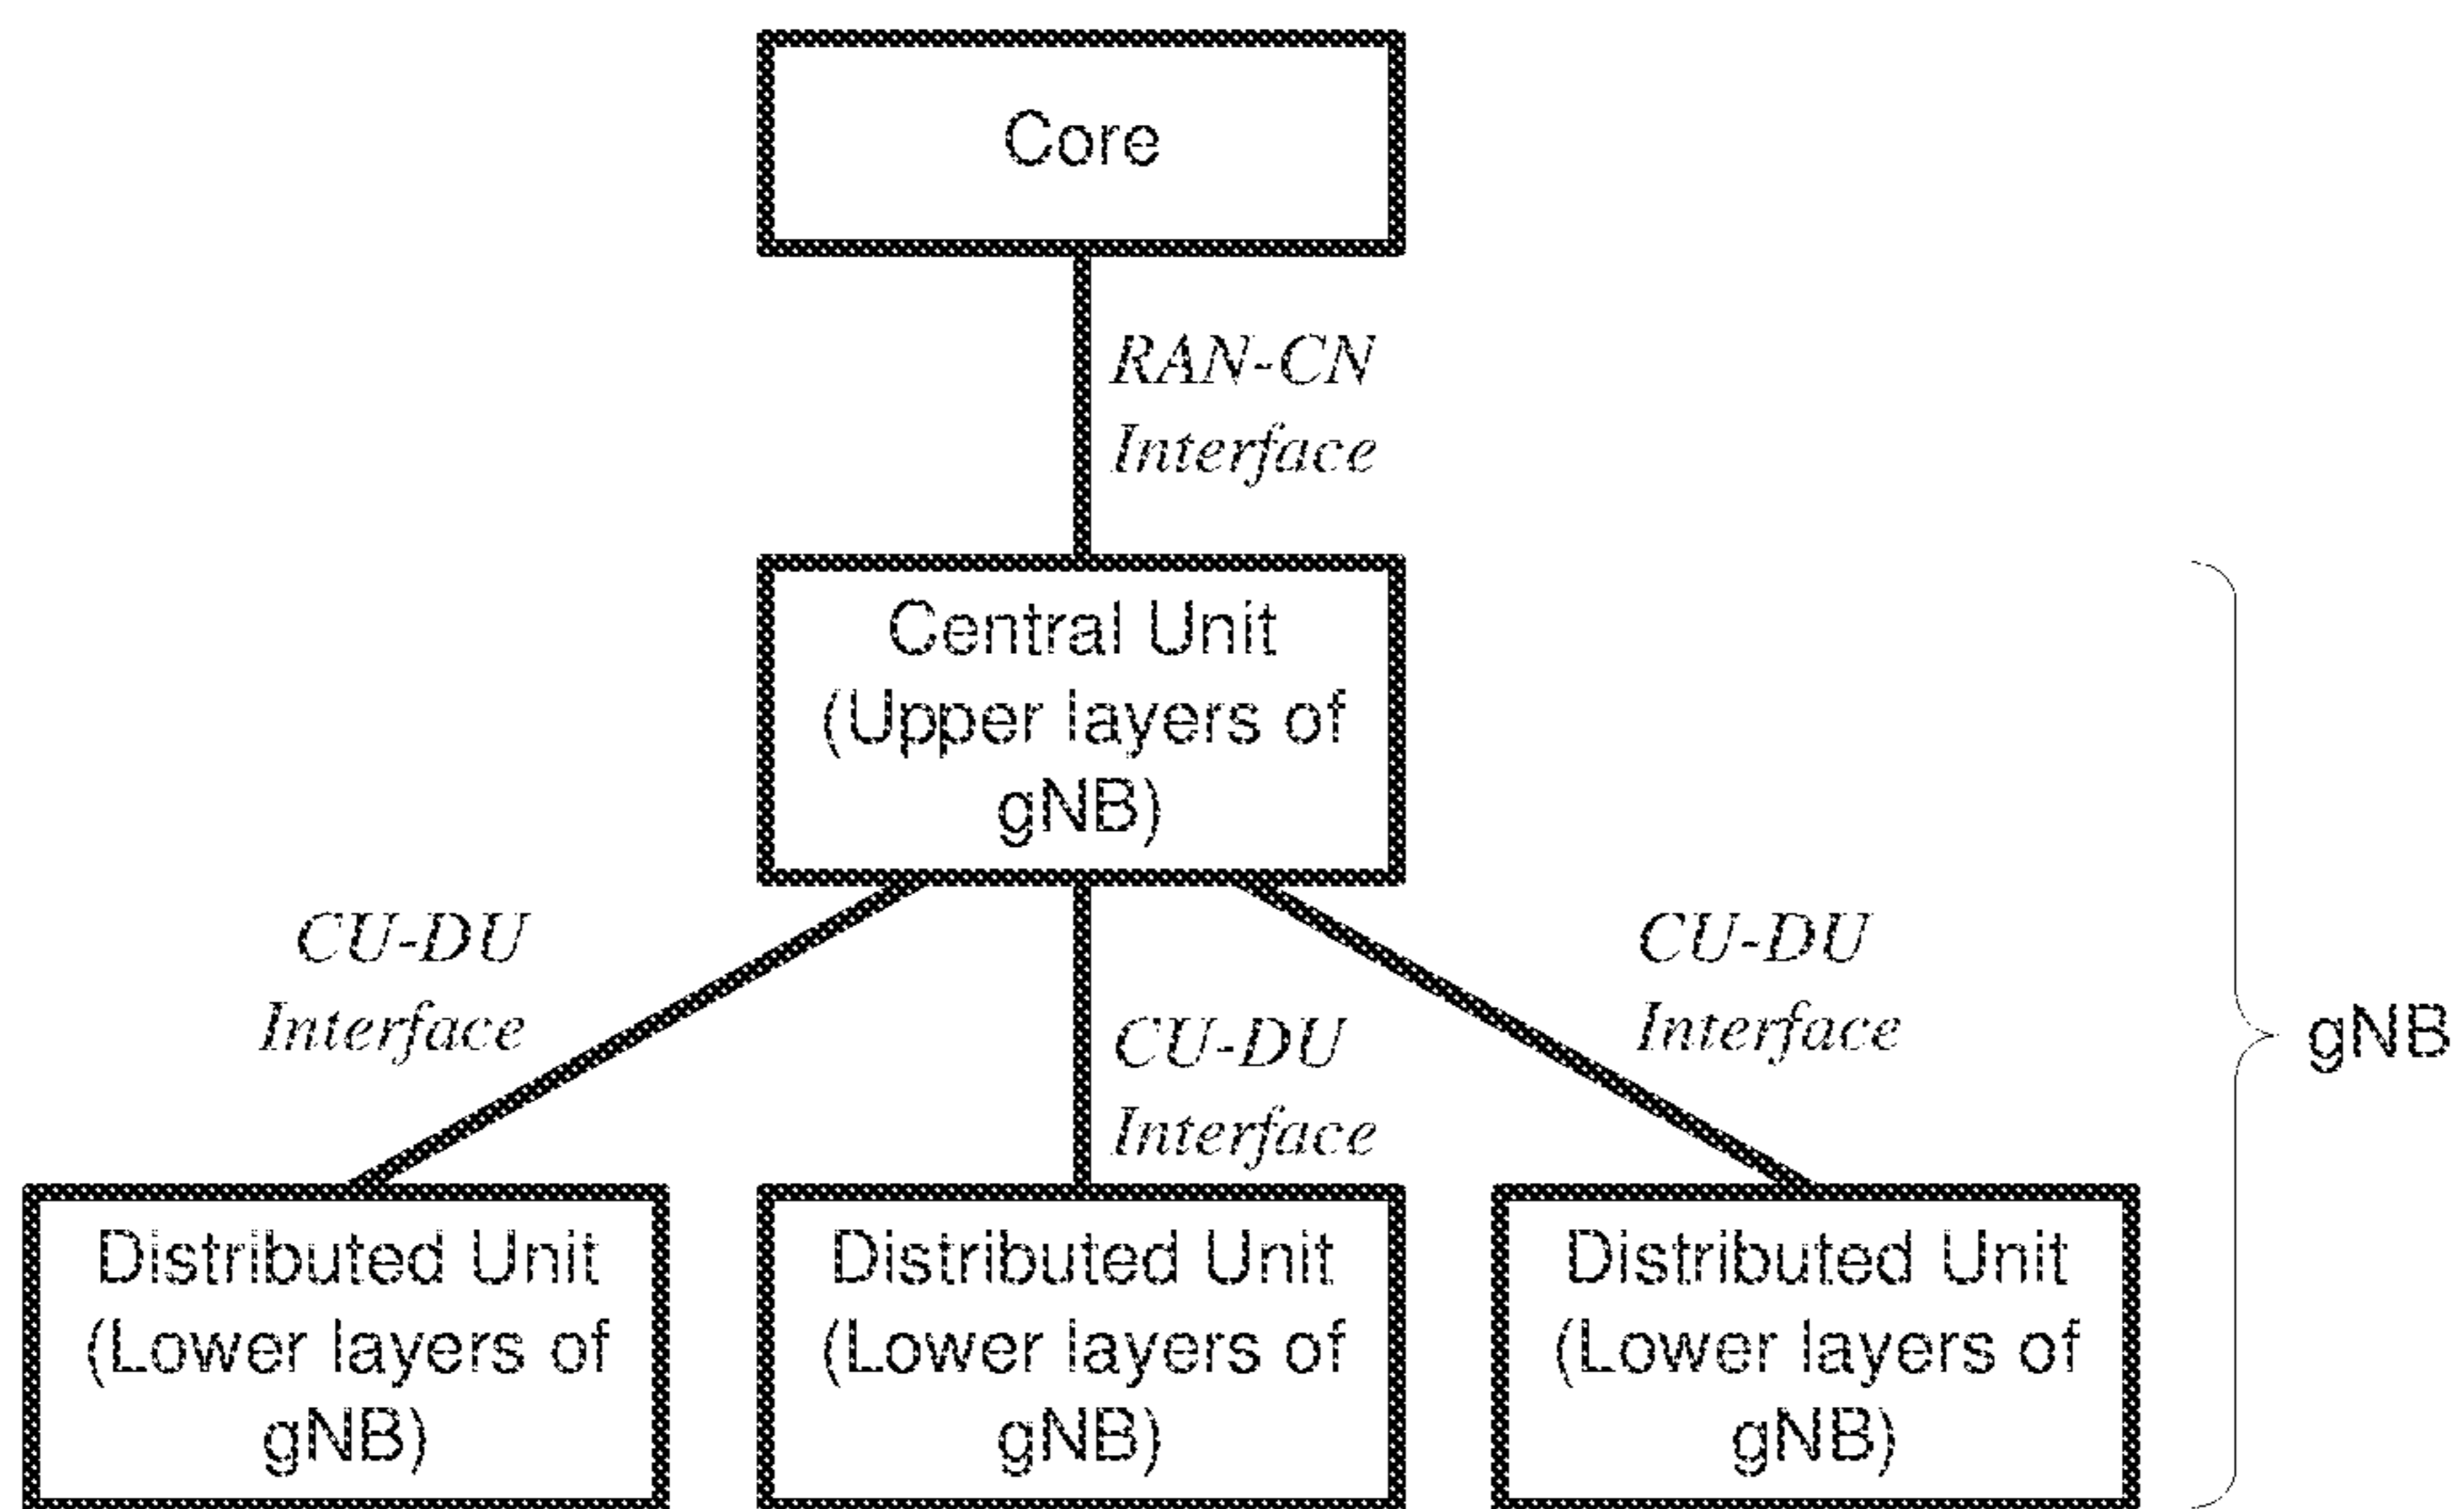 Core
RAN-CN
Interface
Central Unit
(Upper layers of
gNB)
CU-DU
Interface
CU-DU
Interface
CU-DU
Interface
gNB
Distributed Unit
(Lower layers of
gNB)
Distributed Unit
(Lower layers of
gNB)
Distributed Unit
(Lower layers of
gNB)